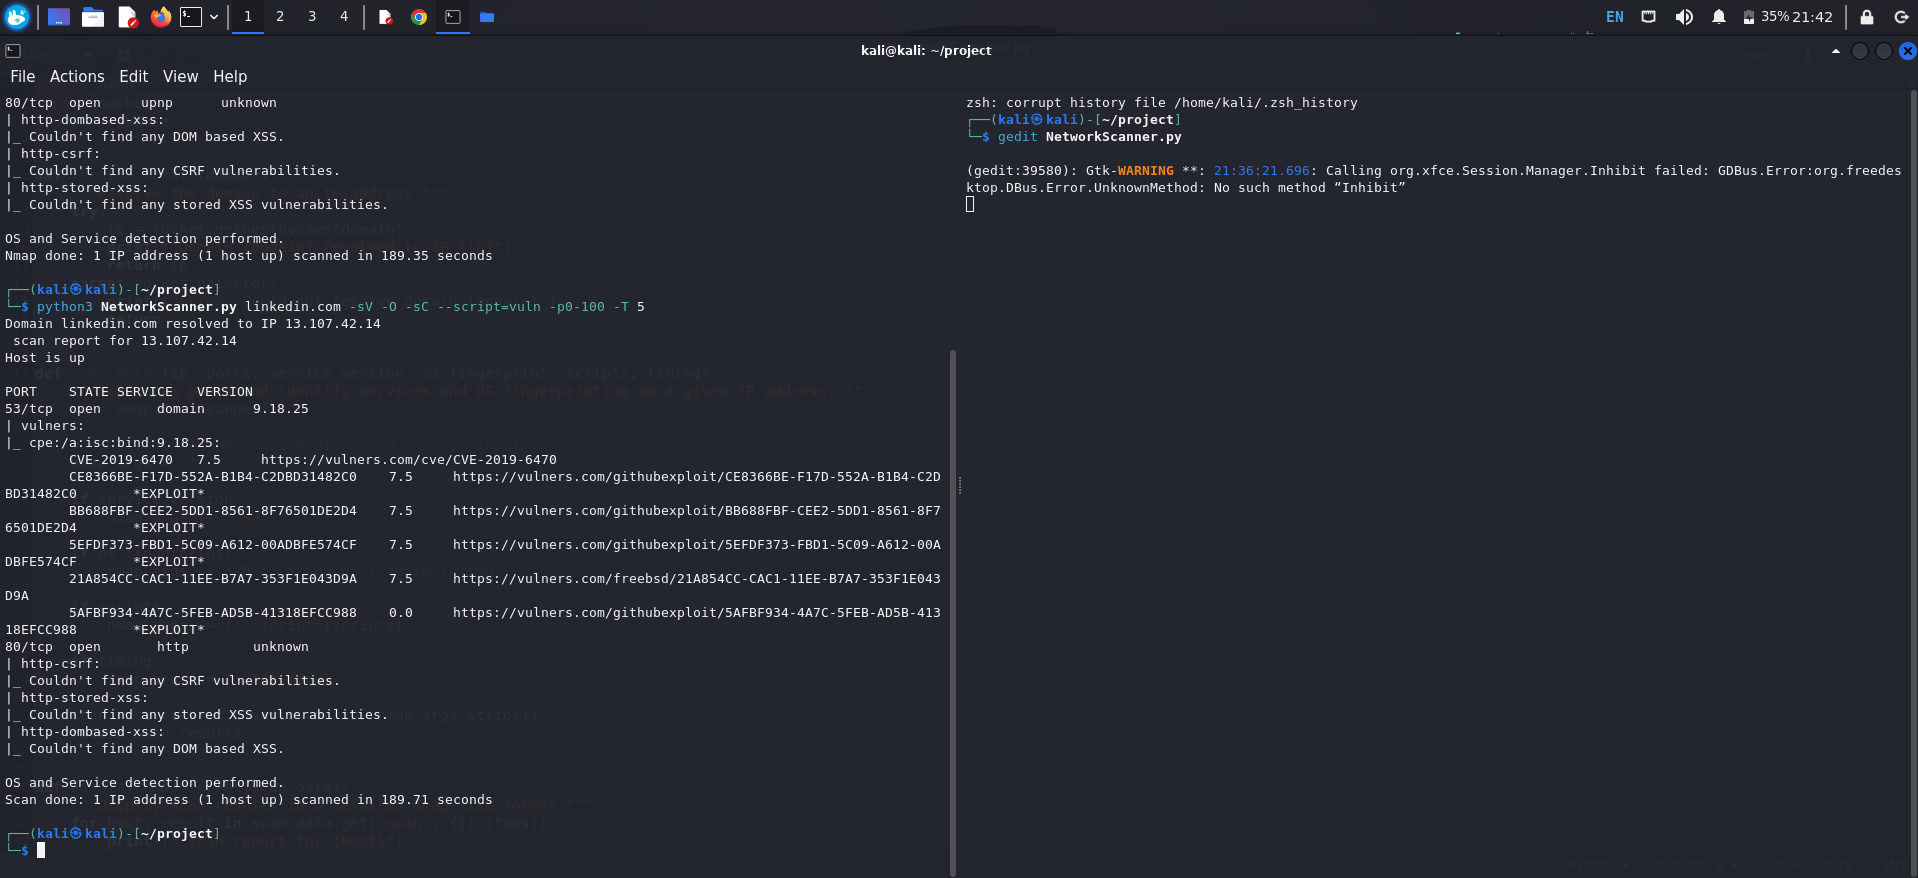 1 2 3 4 EN 35% 21:42
kali@kali: ~/project
File Actions Edit View Help
80/tcp open upnp unknown
| http-dombased-xss:
|_ Couldn't find any DOM based XSS.
| http-csrf:
|_ Couldn't find any CSRF vulnerabilities.
| http-stored-xss:
|_ Couldn't find any stored XSS vulnerabilities.
OS and Service detection performed.
Nmap done: 1 IP address (1 host up) scanned in 189.35 seconds
┌──(kali㉿kali)-[~/project]
└─$ python3 NetworkScanner.py linkedin.com -sV -O -sC --script=vuln -p0-100 -T 5
Domain linkedin.com resolved to IP 13.107.42.14
scan report for 13.107.42.14
Host is up
PORT STATE SERVICE VERSION
53/tcp open domain 9.18.25
| vulners:
|_ cpe:/a:isc:bind:9.18.25:
CVE-2019-6470 7.5 https://vulners.com/cve/CVE-2019-6470
CE8366BE-F17D-552A-B1B4-C2DBD31482C0 7.5 https://vulners.com/githubexploit/CE8366BE-F17D-552A-B1B4-C2D
BD31482C0 *EXPLOIT*
BB688FBF-CEE2-5DD1-8561-8F76501DE2D4 7.5 https://vulners.com/githubexploit/BB688FBF-CEE2-5DD1-8561-8F7
6501DE2D4 *EXPLOIT*
5EFDF373-FBD1-5C09-A612-00ADBFE574CF 7.5 https://vulners.com/githubexploit/5EFDF373-FBD1-5C09-A612-00A
DBFE574CF *EXPLOIT*
21A854CC-CAC1-11EE-B7A7-353F1E043D9A 7.5 https://vulners.com/freebsd/21A854CC-CAC1-11EE-B7A7-353F1E043
D9A
5AFBF934-4A7C-5FEB-AD5B-41318EFCC988 0.0 https://vulners.com/githubexploit/5AFBF934-4A7C-5FEB-AD5B-413
18EFCC988 *EXPLOIT*
80/tcp open http unknown
| http-csrf:
|_ Couldn't find any CSRF vulnerabilities.
| http-stored-xss:
|_ Couldn't find any stored XSS vulnerabilities.
| http-dombased-xss:
|_ Couldn't find any DOM based XSS.
OS and Service detection performed.
Scan done: 1 IP address (1 host up) scanned in 189.71 seconds
┌──(kali㉿kali)-[~/project]
└─$
zsh: corrupt history file /home/kali/.zsh_history
┌──(kali㉿kali)-[~/project]
└─$ gedit NetworkScanner.py
(gedit:39580): Gtk-WARNING **: 21:36:21.696: Calling org.xfce.Session.Manager.Inhibit failed: GDBus.Error:org.freedes
ktop.DBus.Error.UnknownMethod: No such method “Inhibit”